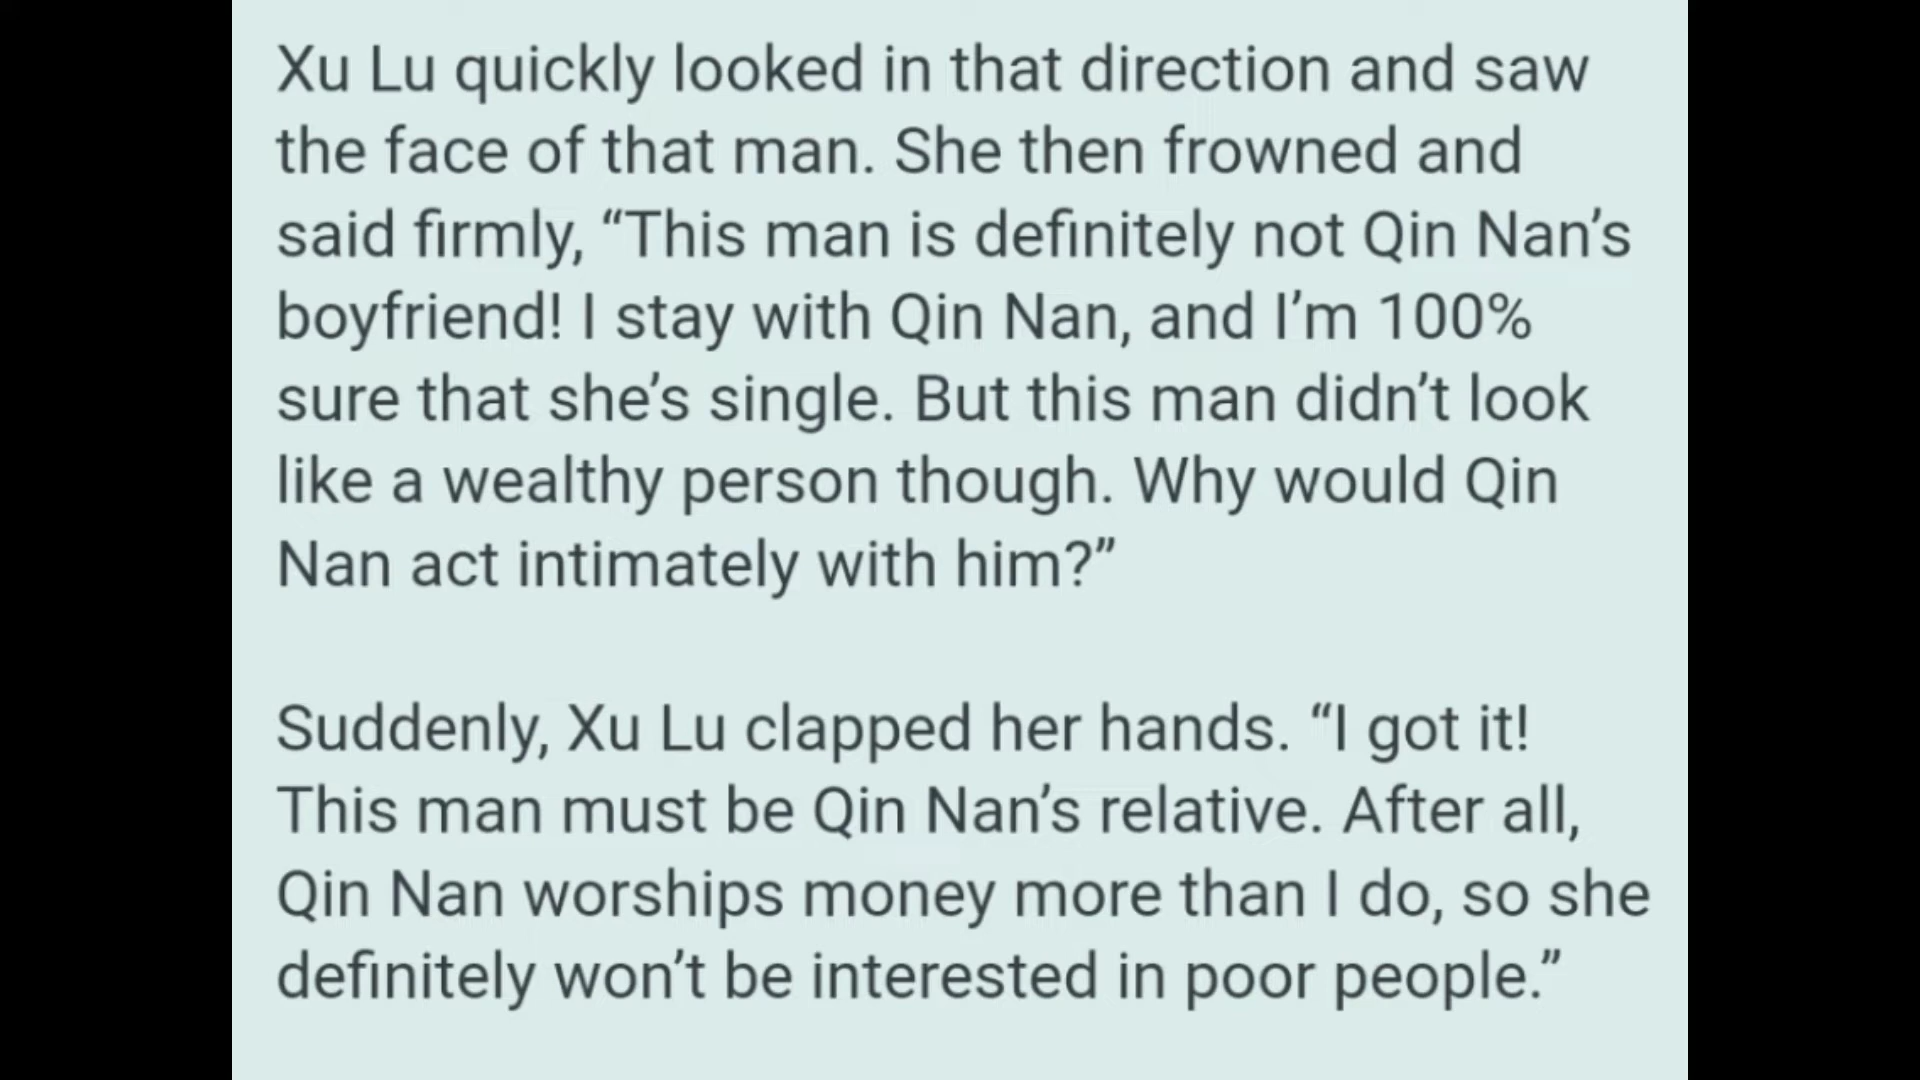 Xu Lu quickly looked in that direction and saw
the face of that man. She then frowned and
said firmly, “This man is definitely not Qin Nan’s
boyfriend! I stay with Qin Nan, and I’m 100%
sure that she’s single. But this man didn’t look
like a wealthy person though. Why would Qin
Nan act intimately with him?”
Suddenly, Xu Lu clapped her hands. “I got it!
This man must be Qin Nan’s relative. After all,
Qin Nan worships money more than I do, so she
definitely won’t be interested in poor people.”